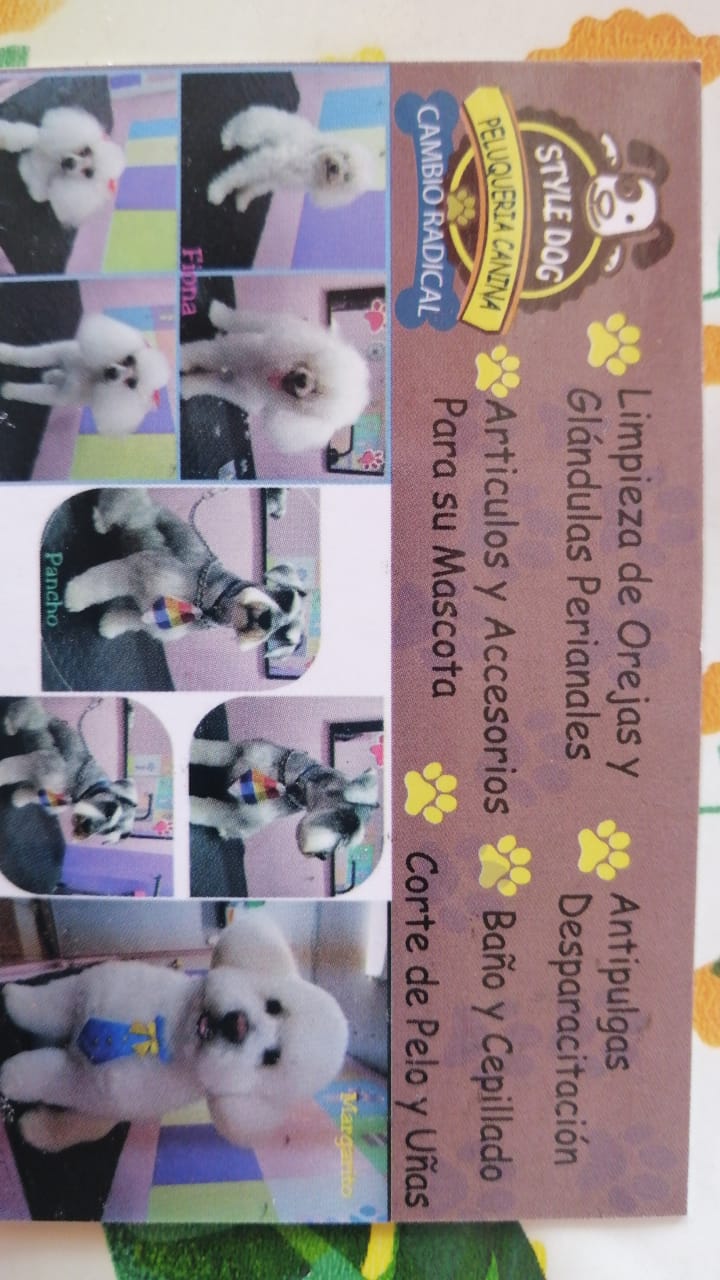 STYLE DOG
PELUQUERIA CANINA
CAMBIO RADICAL
Limpieza de Orejas y
Glándulas Perianales
Articulos y Accesorios
Para su Mascota
Antipulgas
Desparacitación
Baño y Cepillado
Corte de Pelo y Uñas
Fiona
Pancho
Margarito